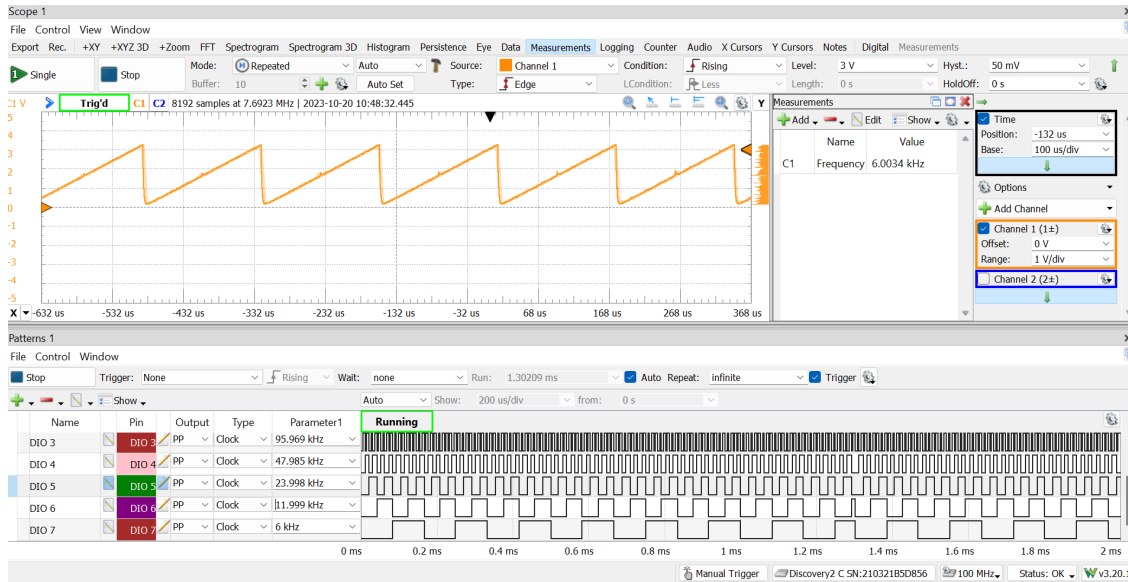 Scope 1
File Control View Window
Export Rec. +XY +XYZ 3D +Zoom FFT Spectrogram Spectrogram 3D Histogram Persistence Eye Data Measurements Logging Counter Audio X Cursors Y Cursors Notes Digital Measurements
1 Single Stop Mode: Repeated Auto Source: Channel 1 Condition: Rising Level: 3 V Hyst.: 50 mV
Buffer: 10 Auto Set Type: Edge LCondition: Less Length: 0 s HoldOff: 0 s
C1 V Trig'd C1 C2 8192 samples at 7.6923 MHz | 2023-10-20 10:48:32.445 Y
5
4
3
2
1
0
-1
-2
-3
-4
-5
X -632 us -532 us -432 us -332 us -232 us -132 us -32 us 68 us 168 us 268 us 368 us
Measurements
Add Edit Show
Name Value
C1 Frequency 6.0034 kHz
Time
Position: -132 us
Base: 100 us/div
Options
Add Channel
Channel 1 (1±)
Offset: 0 V
Range: 1 V/div
Channel 2 (2±)
Patterns 1
File Control Window
Stop Trigger: None Rising Wait: none Run: 1.30209 ms Auto Repeat: infinite Trigger
Show Auto Show: 200 us/div from: 0 s
Name Pin Output Type Parameter1 Running
DIO 3 DIO 3 PP Clock 95.969 kHz
DIO 4 DIO 4 PP Clock 47.985 kHz
DIO 5 DIO 5 PP Clock 23.998 kHz
DIO 6 DIO 6 PP Clock 11.999 kHz
DIO 7 DIO 7 PP Clock 6 kHz
0 ms 0.2 ms 0.4 ms 0.6 ms 0.8 ms 1 ms 1.2 ms 1.4 ms 1.6 ms 1.8 ms 2 ms
Manual Trigger Discovery2 C SN:210321B5D856 100 MHz Status: OK v3.20.1